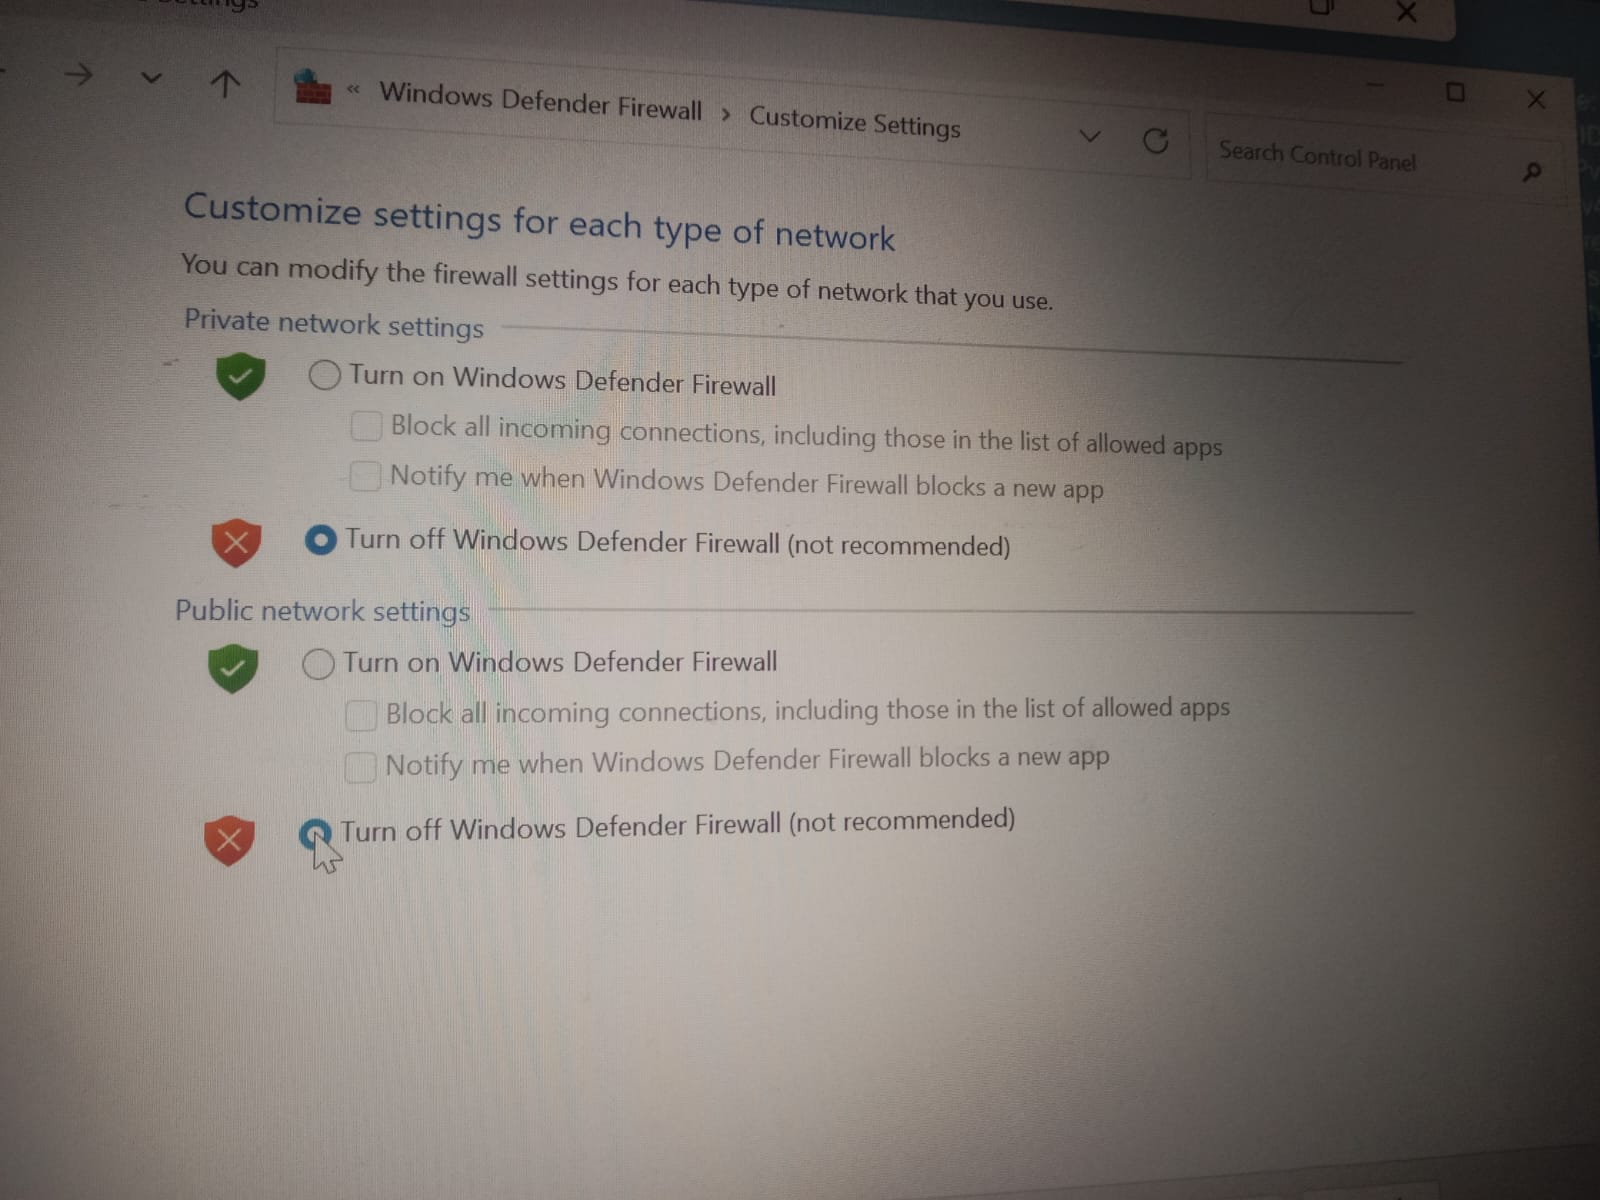 Windows Defender Firewall › Customize Settings
Search Control Panel
Customize settings for each type of network
You can modify the firewall settings for each type of network that you use.
Private network settings
Turn on Windows Defender Firewall
Block all incoming connections, including those in the list of allowed apps
Notify me when Windows Defender Firewall blocks a new app
Turn off Windows Defender Firewall (not recommended)
Public network settings
Turn on Windows Defender Firewall
Block all incoming connections, including those in the list of allowed apps
Notify me when Windows Defender Firewall blocks a new app
Turn off Windows Defender Firewall (not recommended)